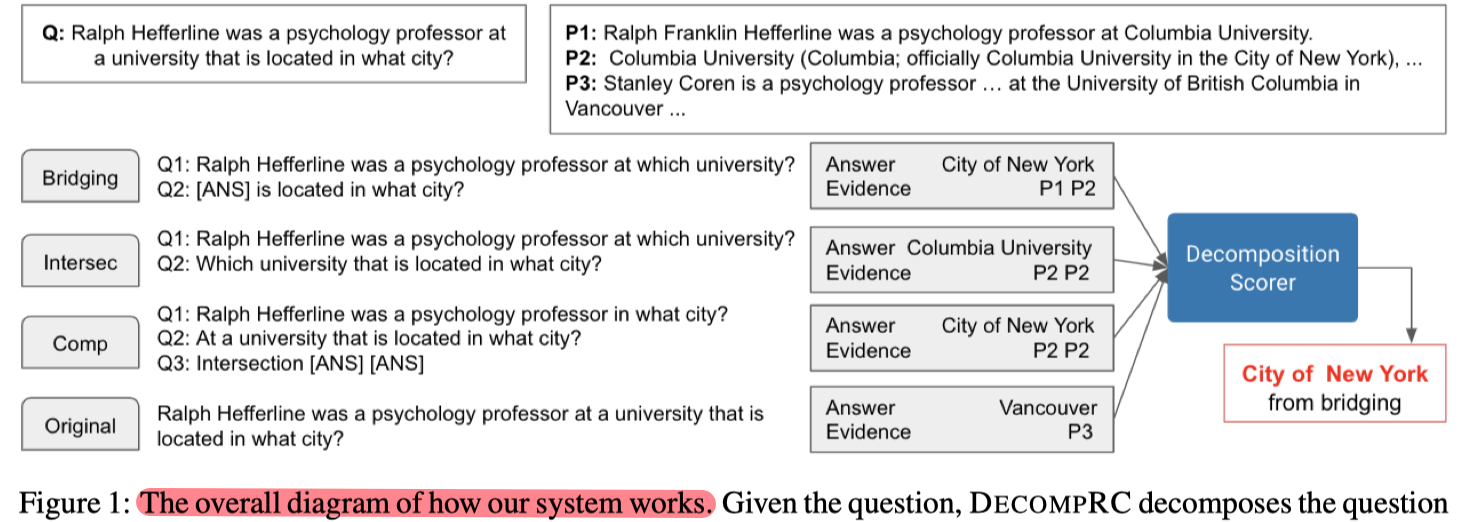 Q: Ralph Hefferline was a psychology professor at
a university that is located in what city?
P1: Ralph Franklin Hefferline was a psychology professor at Columbia University.
P2: Columbia University (Columbia; officially Columbia University in the City of New York), ...
P3: Stanley Coren is a psychology professor … at the University of British Columbia in
Vancouver ...
Bridging
Q1: Ralph Hefferline was a psychology professor at which university?
Q2: [ANS] is located in what city?
Answer City of New York
Evidence P1 P2
Intersec
Q1: Ralph Hefferline was a psychology professor at which university?
Q2: Which university that is located in what city?
Answer Columbia University
Evidence P2 P2
Comp
Q1: Ralph Hefferline was a psychology professor in what city?
Q2: At a university that is located in what city?
Q3: Intersection [ANS] [ANS]
Answer City of New York
Evidence P2 P2
Original
Ralph Hefferline was a psychology professor at a university that is
located in what city?
Answer Vancouver
Evidence P3
Decomposition
Scorer
City of New York
from bridging
Figure 1: The overall diagram of how our system works. Given the question, DECOMPRC decomposes the question